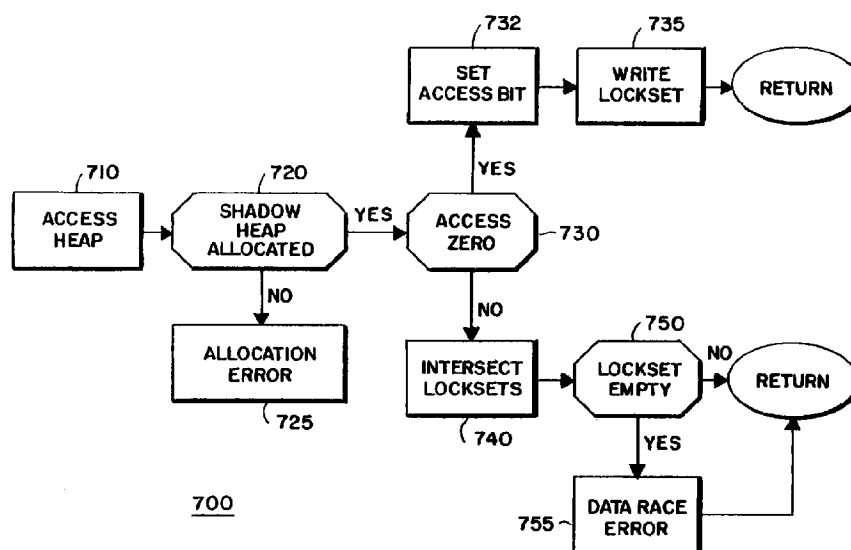 732
SET
ACCESS BIT
735
WRITE
LOCKSET
RETURN
YES
710
ACCESS
HEAP
720
SHADOW
HEAP
ALLOCATED
YES
ACCESS
ZERO
730
NO
ALLOCATION
ERROR
725
NO
INTERSECT
LOCKSETS
740
750
LOCKSET
EMPTY
NO
RETURN
YES
755
DATA RACE
ERROR
700